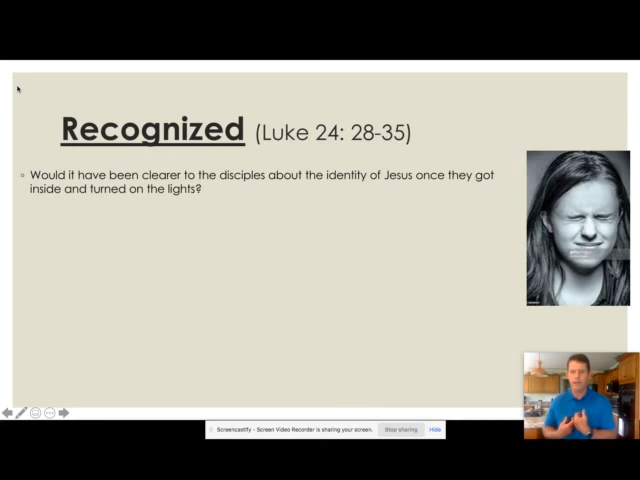 Recognized (Luke 24: 28-35)
◦ Would it have been clearer to the disciples about the identity of Jesus once they got
inside and turned on the lights?
Screencastify - Screen Video Recorder is sharing your screen. Stop sharing Hide